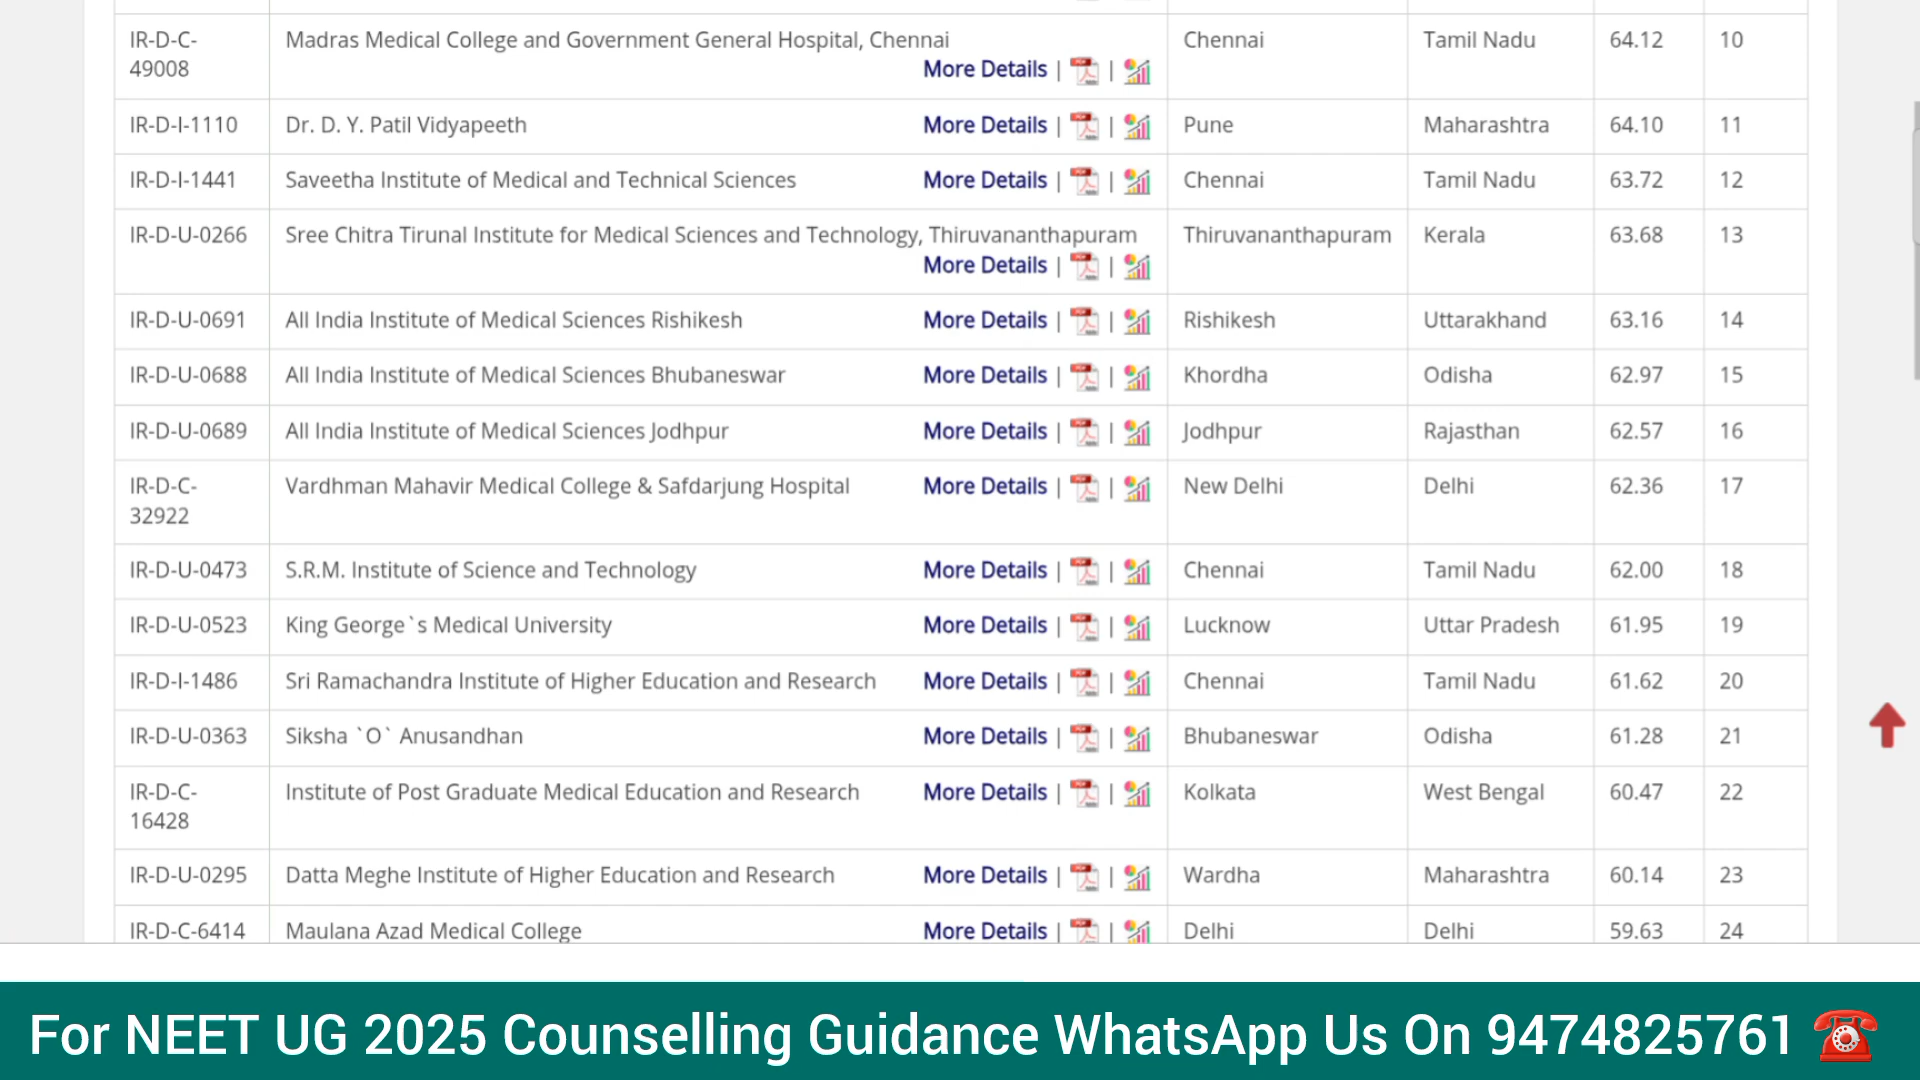 IR-D-C- Madras Medical College and Government General Hospital, Chennai Chennai Tamil Nadu 64.12 10
49008 More Details | |
IR-D-I-1110 Dr. D. Y. Patil Vidyapeeth More Details | | Pune Maharashtra 64.10 11
IR-D-I-1441 Saveetha Institute of Medical and Technical Sciences More Details | | Chennai Tamil Nadu 63.72 12
IR-D-U-0266 Sree Chitra Tirunal Institute for Medical Sciences and Technology, Thiruvananthapuram Thiruvananthapuram Kerala 63.68 13
More Details | |
IR-D-U-0691 All India Institute of Medical Sciences Rishikesh More Details | | Rishikesh Uttarakhand 63.16 14
IR-D-U-0688 All India Institute of Medical Sciences Bhubaneswar More Details | | Khordha Odisha 62.97 15
IR-D-U-0689 All India Institute of Medical Sciences Jodhpur More Details | | Jodhpur Rajasthan 62.57 16
IR-D-C- Vardhman Mahavir Medical College & Safdarjung Hospital More Details | | New Delhi Delhi 62.36 17
32922
IR-D-U-0473 S.R.M. Institute of Science and Technology More Details | | Chennai Tamil Nadu 62.00 18
IR-D-U-0523 King George`s Medical University More Details | | Lucknow Uttar Pradesh 61.95 19
IR-D-I-1486 Sri Ramachandra Institute of Higher Education and Research More Details | | Chennai Tamil Nadu 61.62 20
IR-D-U-0363 Siksha `O` Anusandhan More Details | | Bhubaneswar Odisha 61.28 21
IR-D-C- Institute of Post Graduate Medical Education and Research More Details | | Kolkata West Bengal 60.47 22
16428
IR-D-U-0295 Datta Meghe Institute of Higher Education and Research More Details | | Wardha Maharashtra 60.14 23
IR-D-C-6414 Maulana Azad Medical College More Details | | Delhi Delhi 59.63 24
For NEET UG 2025 Counselling Guidance WhatsApp Us On 9474825761 ☎️